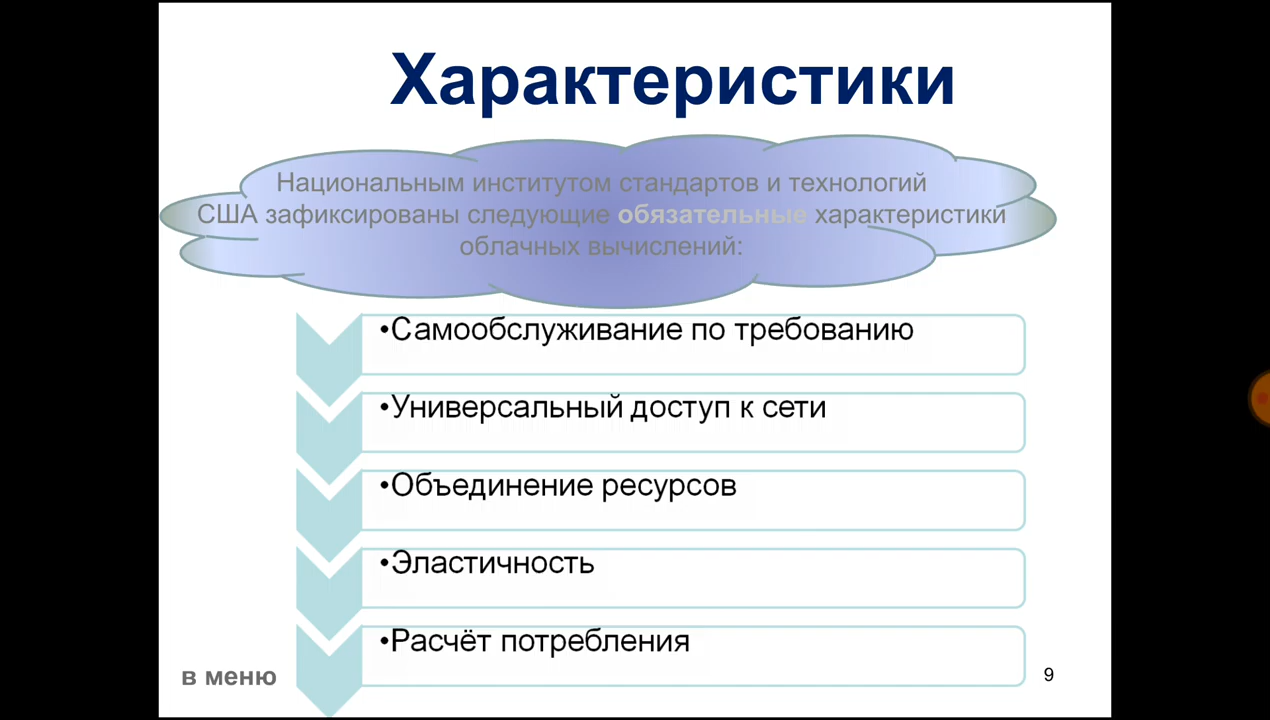 Характеристики
Национальным институтом стандартов и технологий
США зафиксированы следующие обязательные характеристики
облачных вычислений:
•Самообслуживание по требованию
•Универсальный доступ к сети
•Объединение ресурсов
•Эластичность
•Расчёт потребления
в меню
9